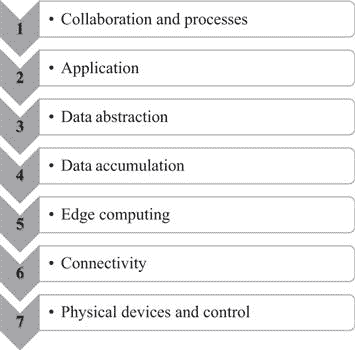 1 • Collaboration and processes
2 • Application
3 • Data abstraction
4 • Data accumulation
5 • Edge computing
6 • Connectivity
7 • Physical devices and control